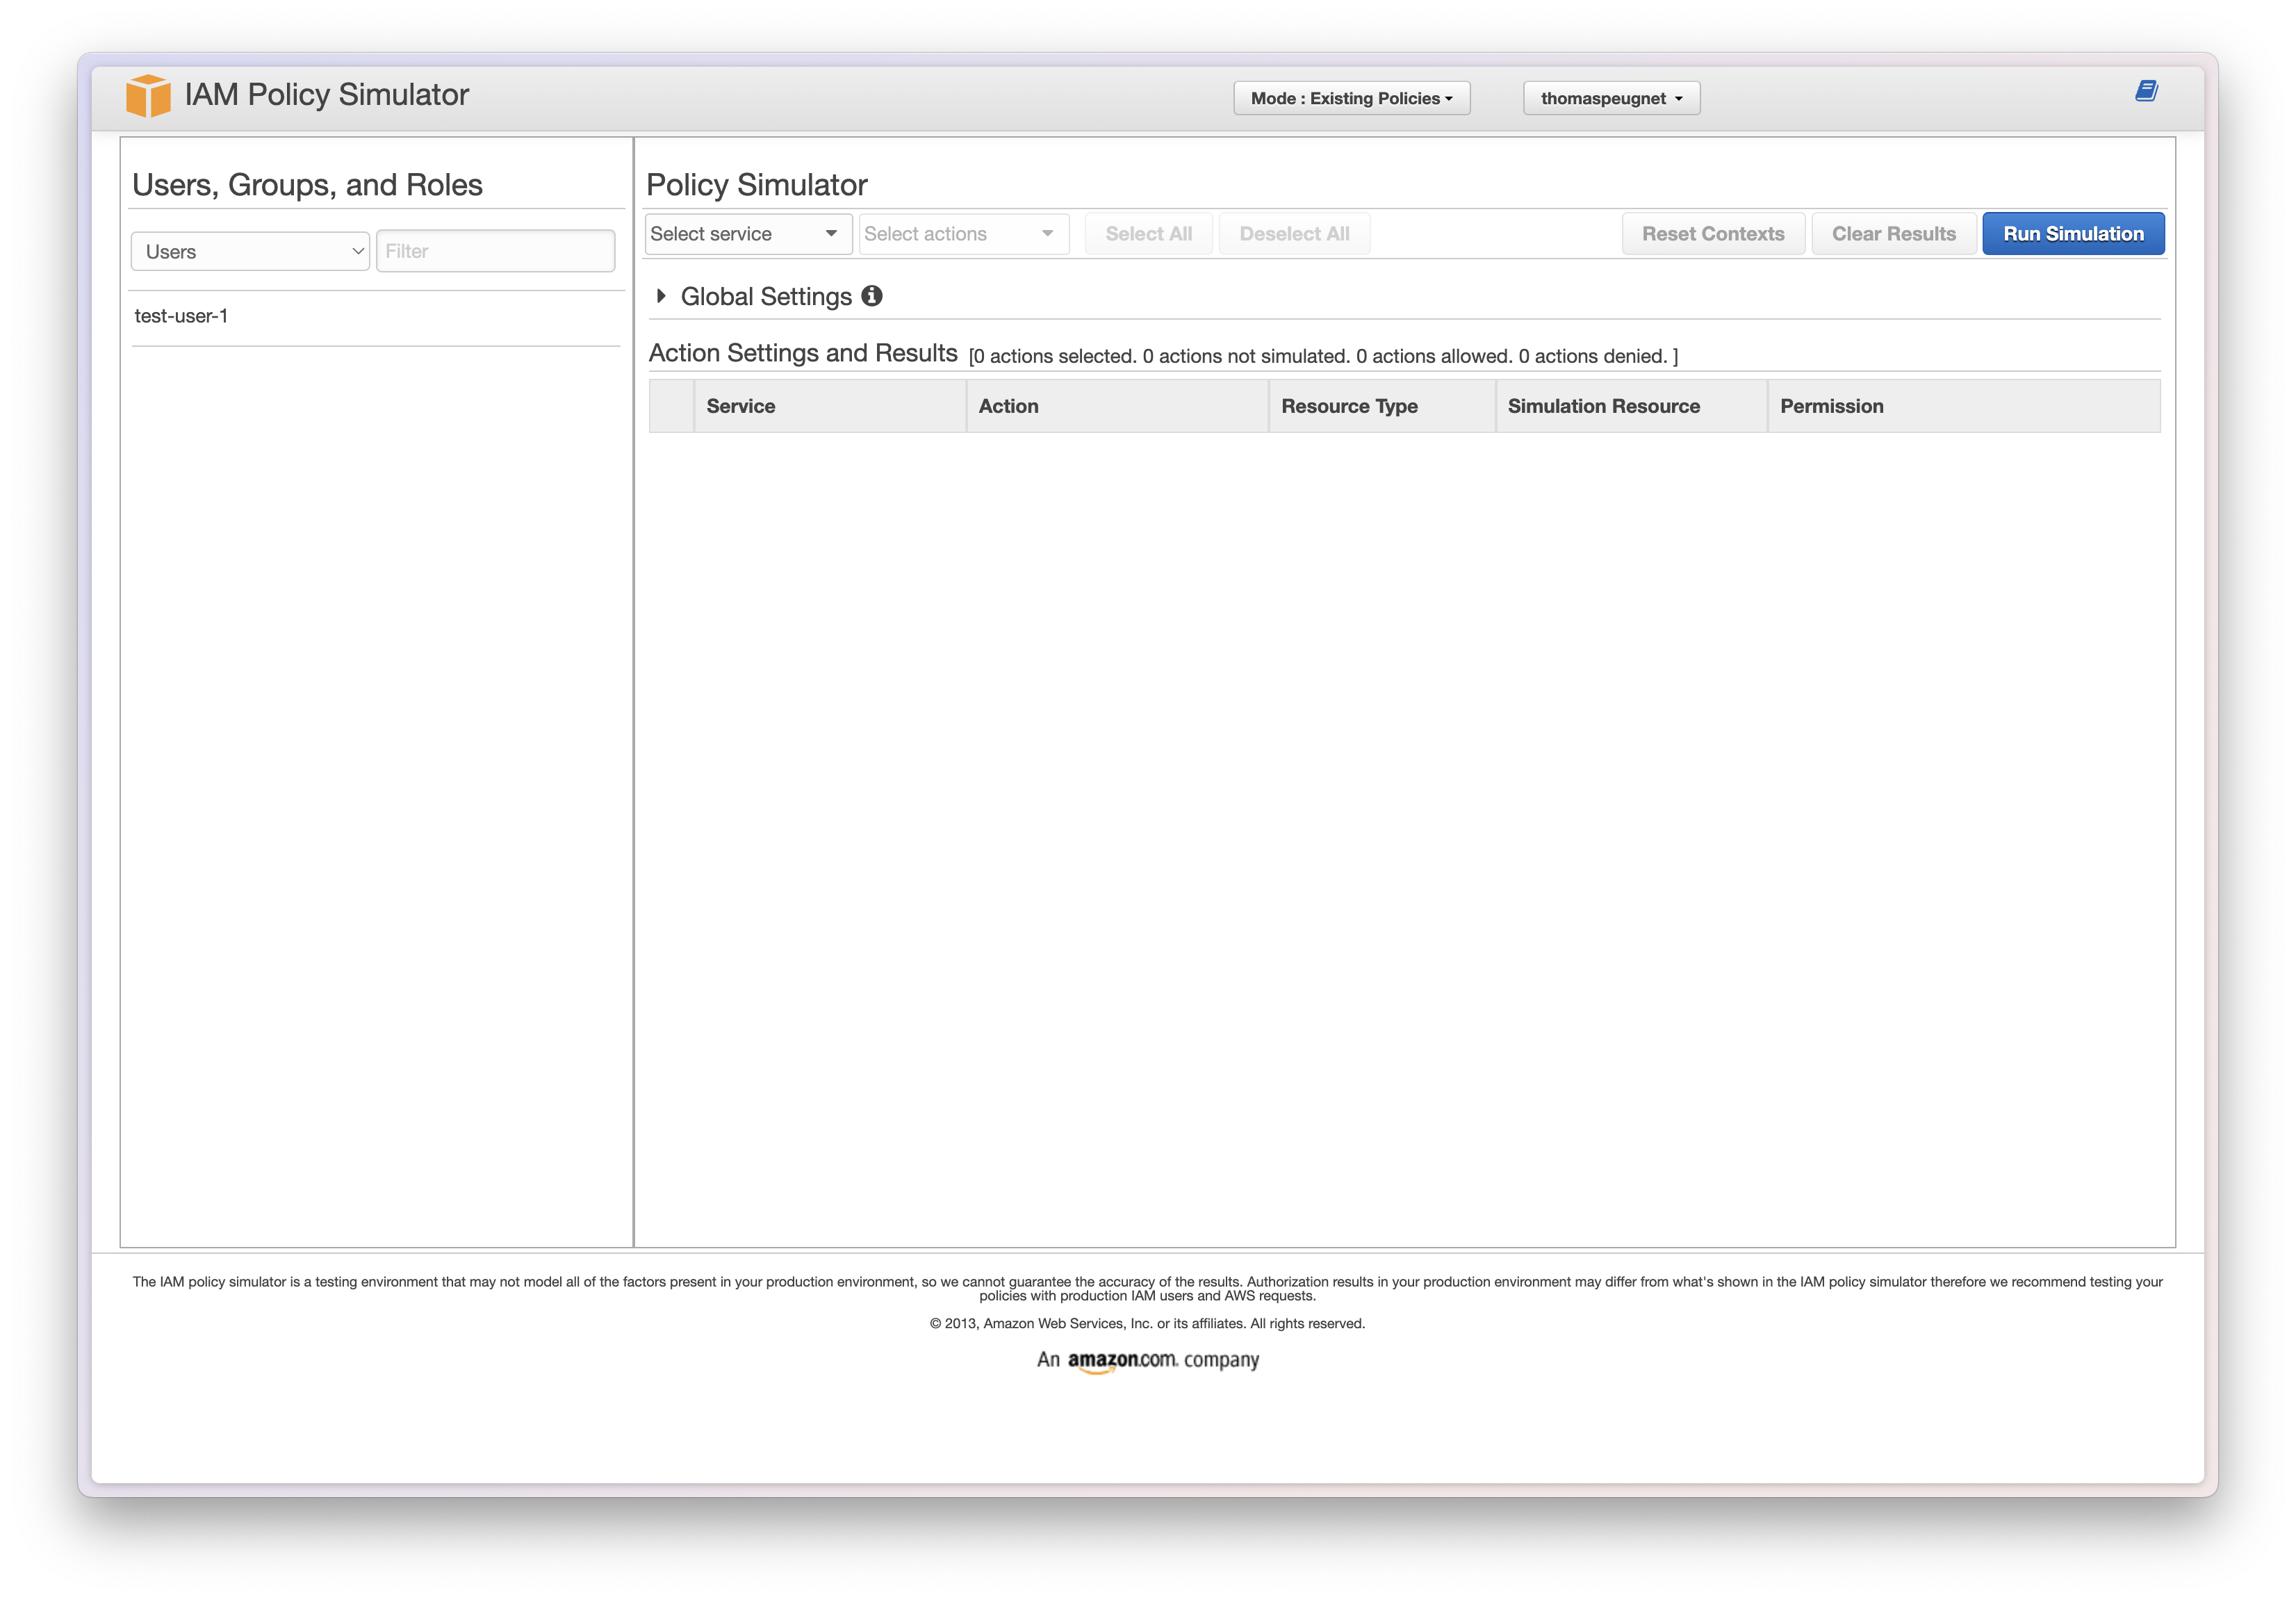 IAM Policy Simulator
Mode : Existing Policies
thomaspeugnet
Users, Groups, and Roles
Users
Filter
test-user-1
Policy Simulator
Select service
Select actions
Select All
Deselect All
Reset Contexts
Clear Results
Run Simulation
Global Settings
Action Settings and Results [0 actions selected. 0 actions not simulated. 0 actions allowed. 0 actions denied. ]
Service
Action
Resource Type
Simulation Resource
Permission
The IAM policy simulator is a testing environment that may not model all of the factors present in your production environment, so we cannot guarantee the accuracy of the results. Authorization results in your production environment may differ from what's shown in the IAM policy simulator therefore we recommend testing your
policies with production IAM users and AWS requests.
© 2013, Amazon Web Services, Inc. or its affiliates. All rights reserved.
An amazon.com. company